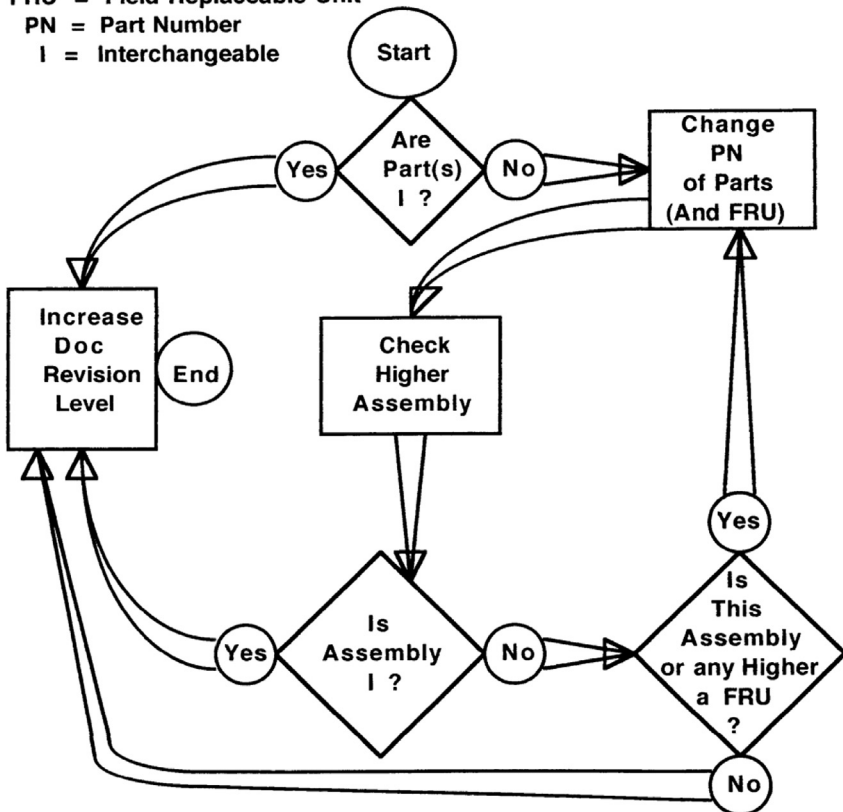 FRU = Field Replaceable Unit
PN = Part Number
I = Interchangeable
Start
Are
Part(s)
I ?
Yes
No
Change
PN
of Parts
(And FRU)
Increase
Doc
Revision
Level
End
Check
Higher
Assembly
Yes
Is
Assembly
I ?
Yes
No
Is
This
Assembly
or any Higher
a FRU
?
No